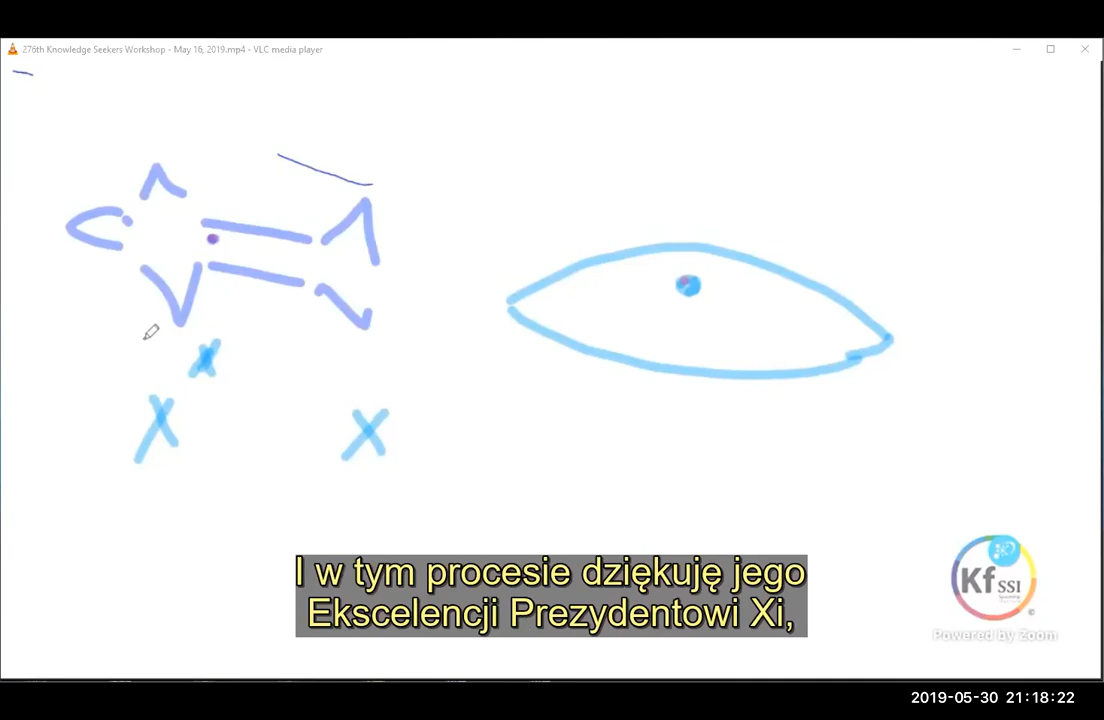 276th Knowledge Seekers Workshop - May 16, 2019.mp4 - VLC media player
X
X
X
I w tym procesie dziękuję jego
Ekscelencji Prezydentowi Xi,
Kf SSI
Powered by Zoom
2019-05-30 21:18:22